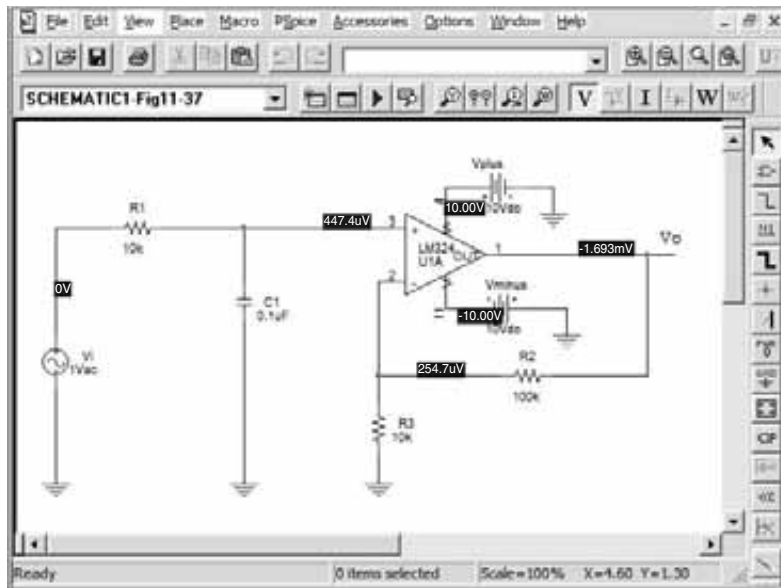 File Edit View Place Macro PSpice Accessories Options Window Help
SCHEMATIC1-Fig11-37
V I W
Vplus
10.00V
10Vdc
R1
10k
447.4uV
3
+
LM324
U1A
OUT
1
-1.693mV
Vo
2
-
0V
C1
0.1uF
Vminus
-10.00V
10Vdc
Vi
1Vac
254.7uV
R2
100k
R3
10k
Ready 0 items selected Scale=100% X=4.60 Y=1.30